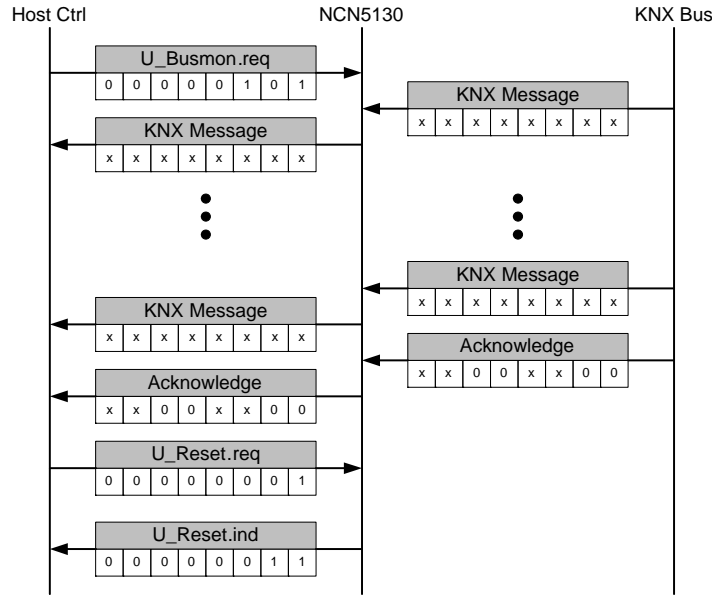 Host Ctrl NCN5130 KNX Bus
U_Busmon.req
0 0 0 0 0 1 0 1
KNX Message
x x x x x x x x
KNX Message
x x x x x x x x
KNX Message
x x x x x x x x
KNX Message
x x x x x x x x
Acknowledge
x x 0 0 x x 0 0
Acknowledge
x x 0 0 x x 0 0
U_Reset.req
0 0 0 0 0 0 0 1
U_Reset.ind
0 0 0 0 0 0 1 1